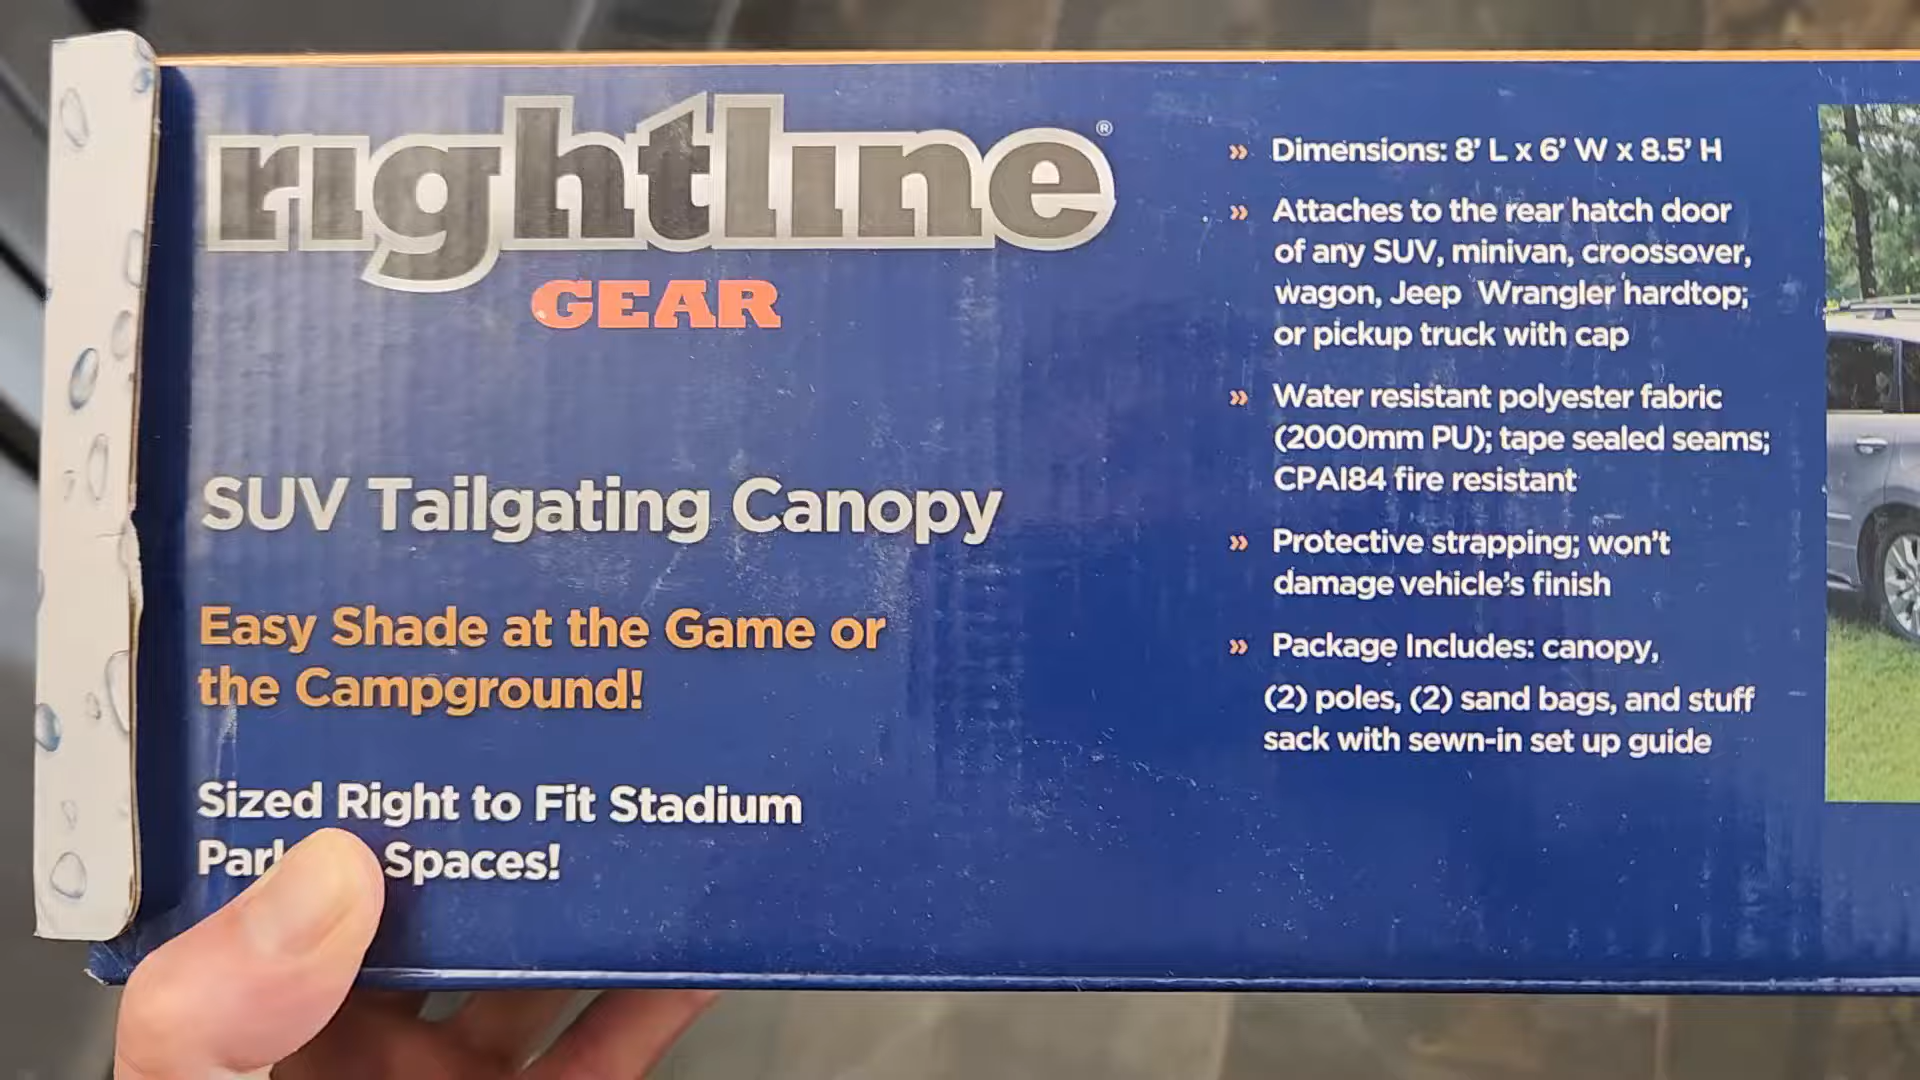 rightline®
GEAR
SUV Tailgating Canopy
Easy Shade at the Game or
the Campground!
Sized Right to Fit Stadium
Spaces!
» Dimensions: 8' L x 6' W x 8.5' H
» Attaches to the rear hatch door
of any SUV, minivan, croossover,
wagon, Jeep Wrangler hardtop;
or pickup truck with cap
» Water resistant polyester fabric
(2000mm PU); tape sealed seams;
CPAI84 fire resistant
» Protective strapping; won't
damage vehicle's finish
» Package Includes: canopy,
(2) poles, (2) sand bags, and stuff
sack with sewn-in set up guide